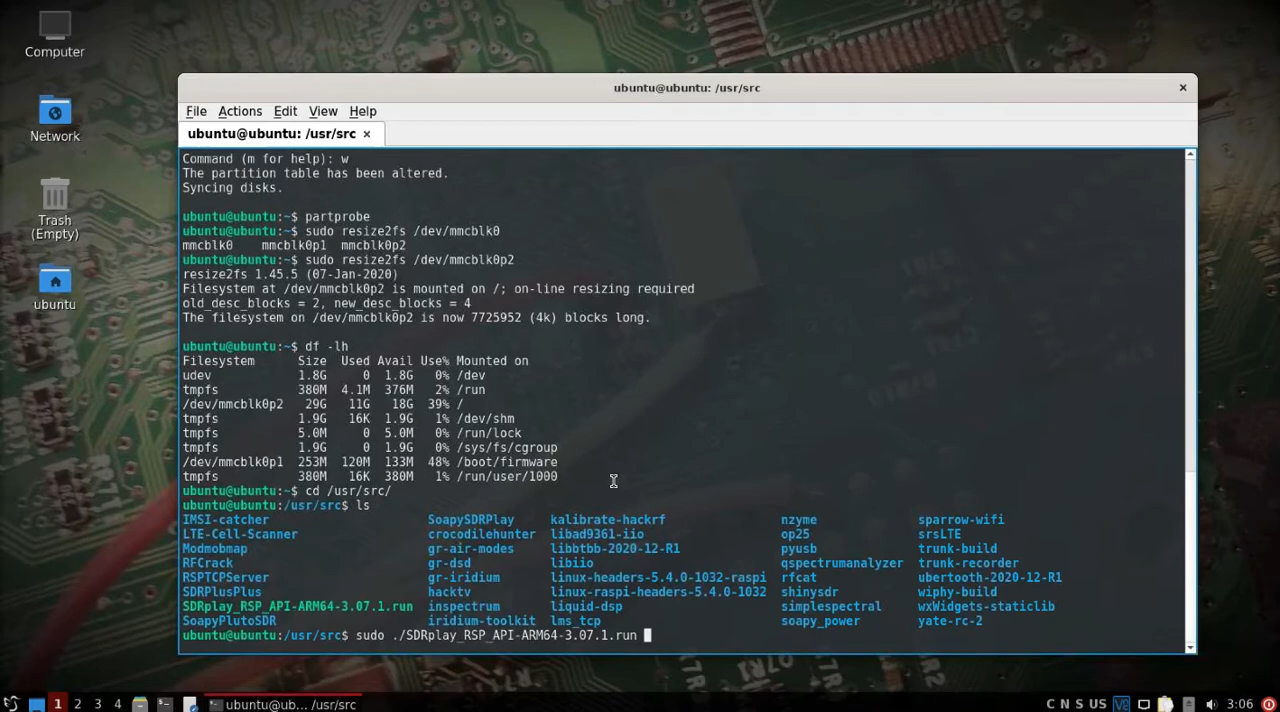 Computer
Network
Trash
(Empty)
ubuntu
ubuntu@ubuntu: /usr/src
File Actions Edit View Help
ubuntu@ubuntu: /usr/src
Command (m for help): w
The partition table has been altered.
Syncing disks.
ubuntu@ubuntu:~$ partprobe
ubuntu@ubuntu:~$ sudo resize2fs /dev/mmcblk0
mmcblk0 mmcblk0p1 mmcblk0p2
ubuntu@ubuntu:~$ sudo resize2fs /dev/mmcblk0p2
resize2fs 1.45.5 (07-Jan-2020)
Filesystem at /dev/mmcblk0p2 is mounted on /; on-line resizing required
old_desc_blocks = 2, new_desc_blocks = 4
The filesystem on /dev/mmcblk0p2 is now 7725952 (4k) blocks long.
ubuntu@ubuntu:~$ df -lh
Filesystem Size Used Avail Use% Mounted on
udev 1.8G 0 1.8G 0% /dev
tmpfs 380M 4.1M 376M 2% /run
/dev/mmcblk0p2 29G 11G 18G 39% /
tmpfs 1.9G 16K 1.9G 1% /dev/shm
tmpfs 5.0M 0 5.0M 0% /run/lock
tmpfs 1.9G 0 1.9G 0% /sys/fs/cgroup
/dev/mmcblk0p1 253M 120M 133M 48% /boot/firmware
tmpfs 380M 16K 380M 1% /run/user/1000
ubuntu@ubuntu:~$ cd /usr/src/
ubuntu@ubuntu:/usr/src$ ls
IMSI-catcher SoapySDRPlay kalibrate-hackrf nzyme sparrow-wifi
LTE-Cell-Scanner crocodilehunter libad9361-iio op25 srsLTE
Modmobmap gr-air-modes libbtbb-2020-12-R1 pyusb trunk-build
RFCrack gr-dsd libiio qspectrumanalyzer trunk-recorder
RSPTCPServer gr-iridium linux-headers-5.4.0-1032-raspi rfcat ubertooth-2020-12-R1
SDRPlusPlus hacktv linux-raspi-headers-5.4.0-1032 shinysdr wiphy-build
SDRplay_RSP_API-ARM64-3.07.1.run inspectrum liquid-dsp simplespectral wxWidgets-staticlib
SoapyPlutoSDR iridium-toolkit lms_tcp soapy_power yate-rc-2
ubuntu@ubuntu:/usr/src$ sudo ./SDRplay_RSP_API-ARM64-3.07.1.run
1 2 3 4 ubuntu@ub... /usr/src C N S US 3:06